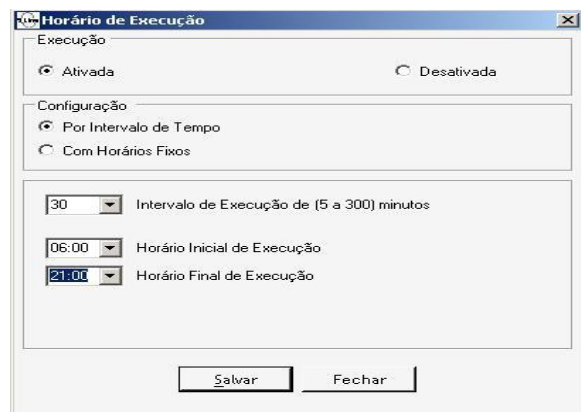 Horário de Execução
Execução
Ativada Desativada
Configuração
Por Intervalo de Tempo
Com Horários Fixos
30 Intervalo de Execução de (5 a 300) minutos
06:00 Horário Inicial de Execução
21:00 Horário Final de Execução
Salvar Fechar